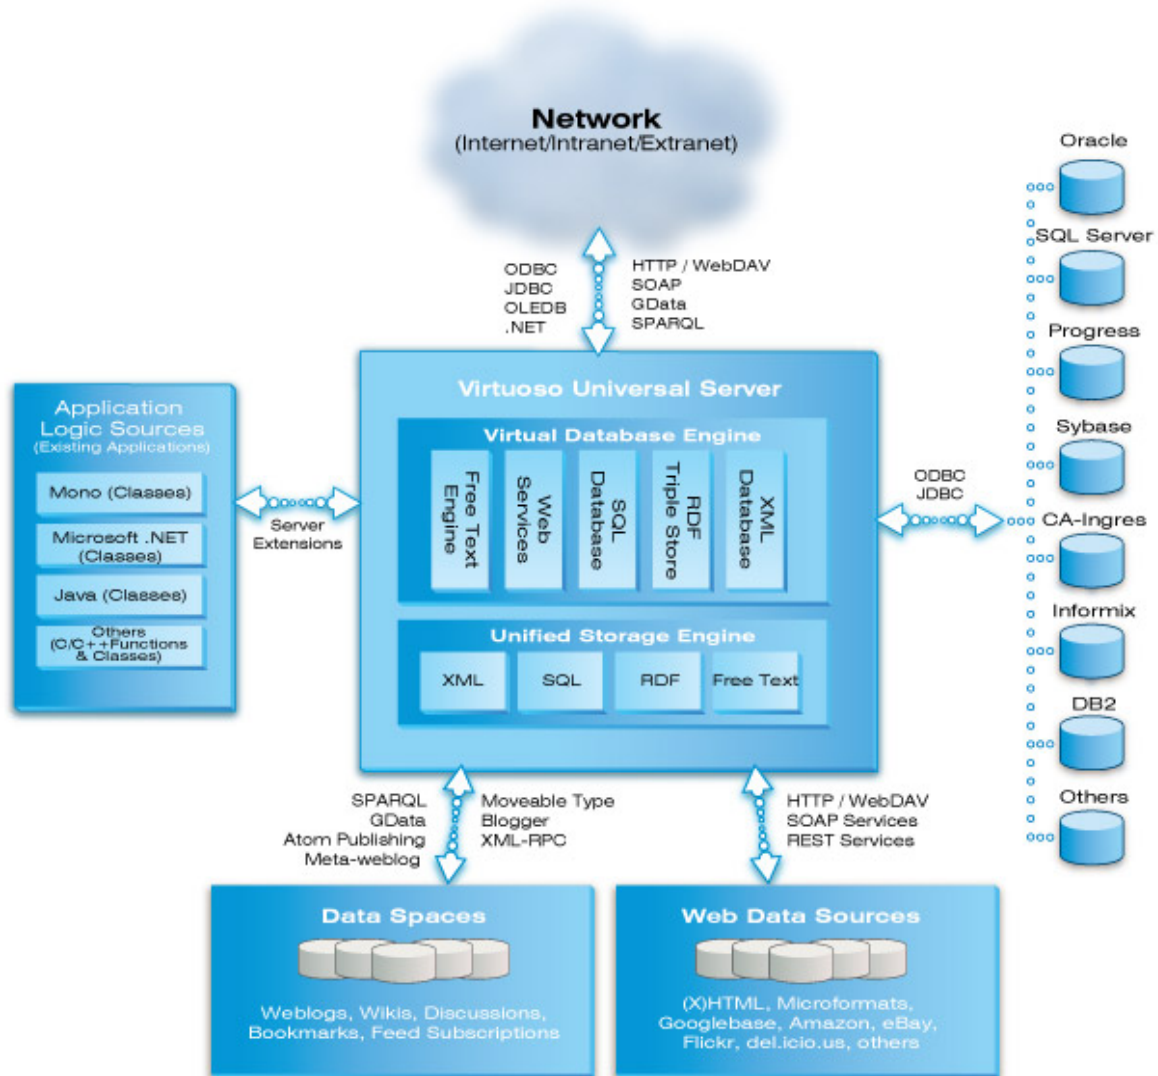 Network
(Internet/Intranet/Extranet)
ODBC
JDBC
OLEDB
.NET
HTTP / WebDAV
SOAP
GData
SPARQL
Application
Logic Sources
(Existing Applications)
Mono (Classes)
Microsoft .NET
(Classes)
Java (Classes)
Others
(C/C++Functions
& Classes)
Server
Extensions
Virtuoso Universal Server
Virtual Database Engine
Free Text
Engine
Web
Services
SQL
Database
RDF
Triple Store
XML
Database
Unified Storage Engine
XML
SQL
RDF
Free Text
ODBC
JDBC
Oracle
SQL Server
Progress
Sybase
CA-Ingres
Informix
DB2
Others
SPARQL
GData
Atom Publishing
Meta-weblog
Moveable Type
Blogger
XML-RPC
HTTP / WebDAV
SOAP Services
REST Services
Data Spaces
Weblogs, Wikis, Discussions,
Bookmarks, Feed Subscriptions
Web Data Sources
(X)HTML, Microformats,
Googlebase, Amazon, eBay,
Flickr, del.icio.us, others